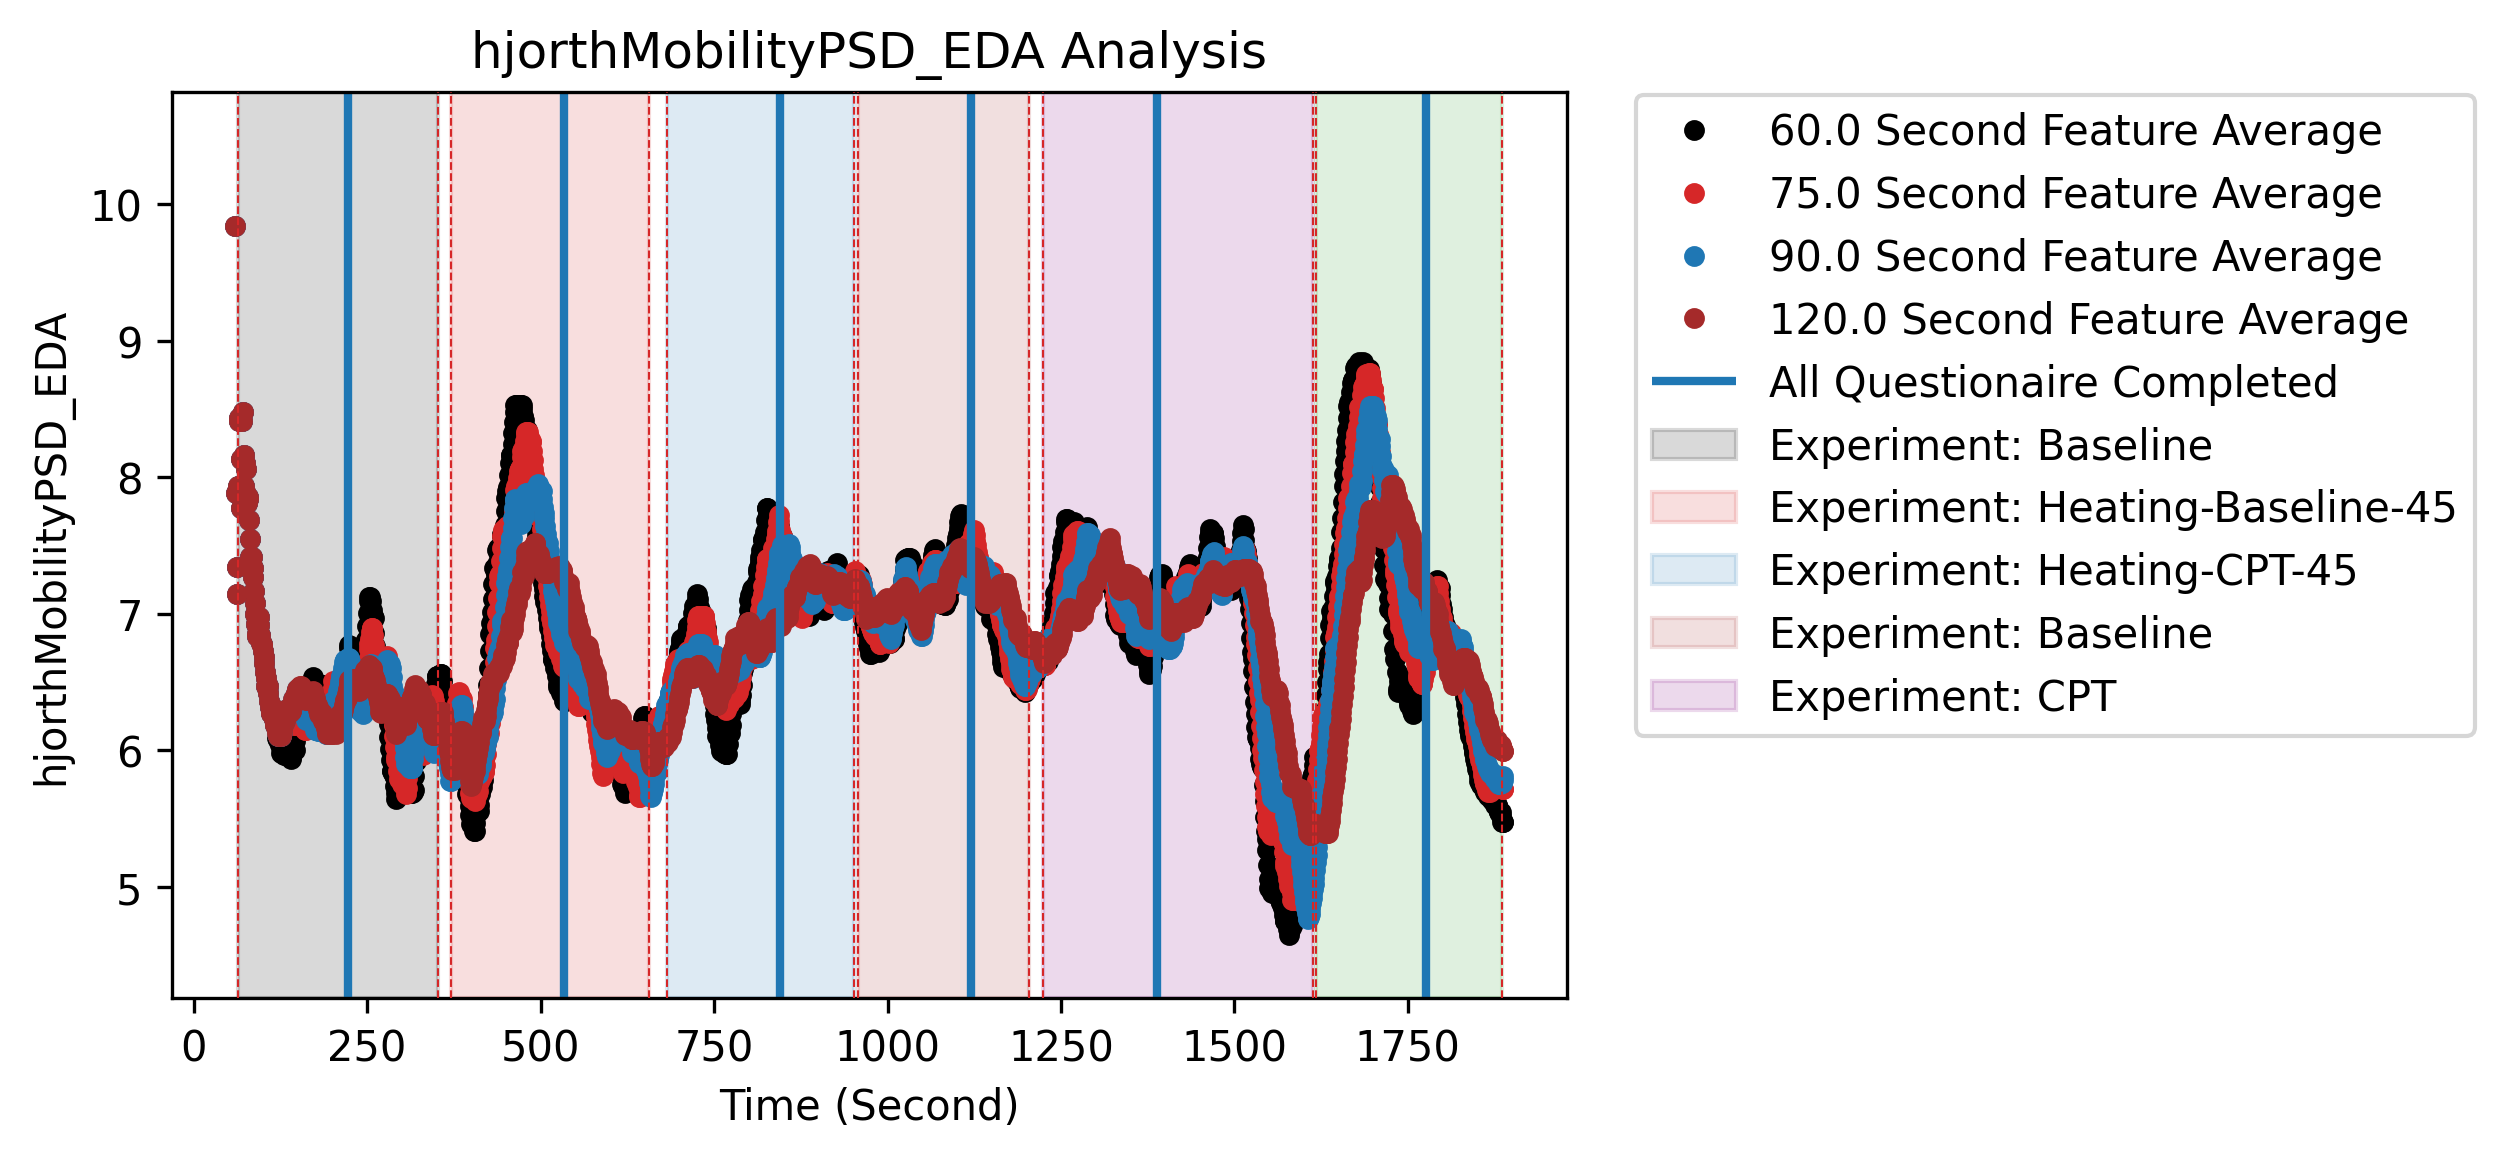 hjorthMobilityPSD_EDA Analysis
hjorthMobilityPSD_EDA
10
9
8
7
6
5
0 250 500 750 1000 1250 1500 1750
Time (Second)
60.0 Second Feature Average
75.0 Second Feature Average
90.0 Second Feature Average
120.0 Second Feature Average
All Questionaire Completed
Experiment: Baseline
Experiment: Heating-Baseline-45
Experiment: Heating-CPT-45
Experiment: Baseline
Experiment: CPT